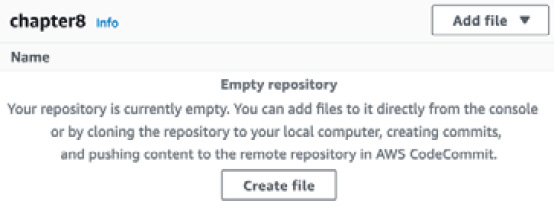 chapter8 Info
Add file
Name
Empty repository
Your repository is currently empty. You can add files to it directly from the console
or by cloning the repository to your local computer, creating commits,
and pushing content to the remote repository in AWS CodeCommit.
Create file